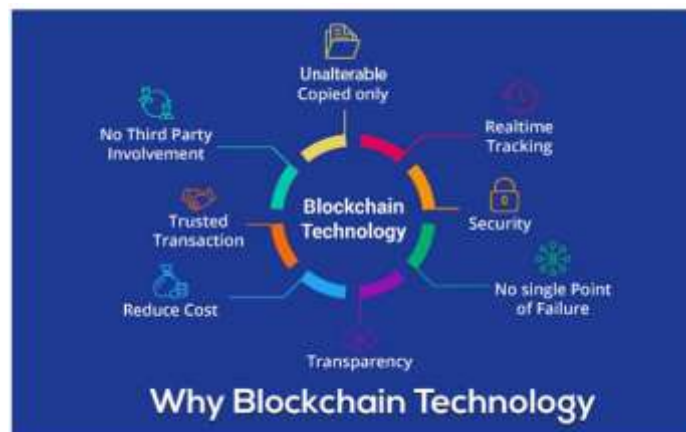 Unalterable
Copied only
Realtime
Tracking
Security
No single Point
of Failure
Transparency
Reduce Cost
Trusted
Transaction
No Third Party
Involvement
Blockchain
Technology
Why Blockchain Technology